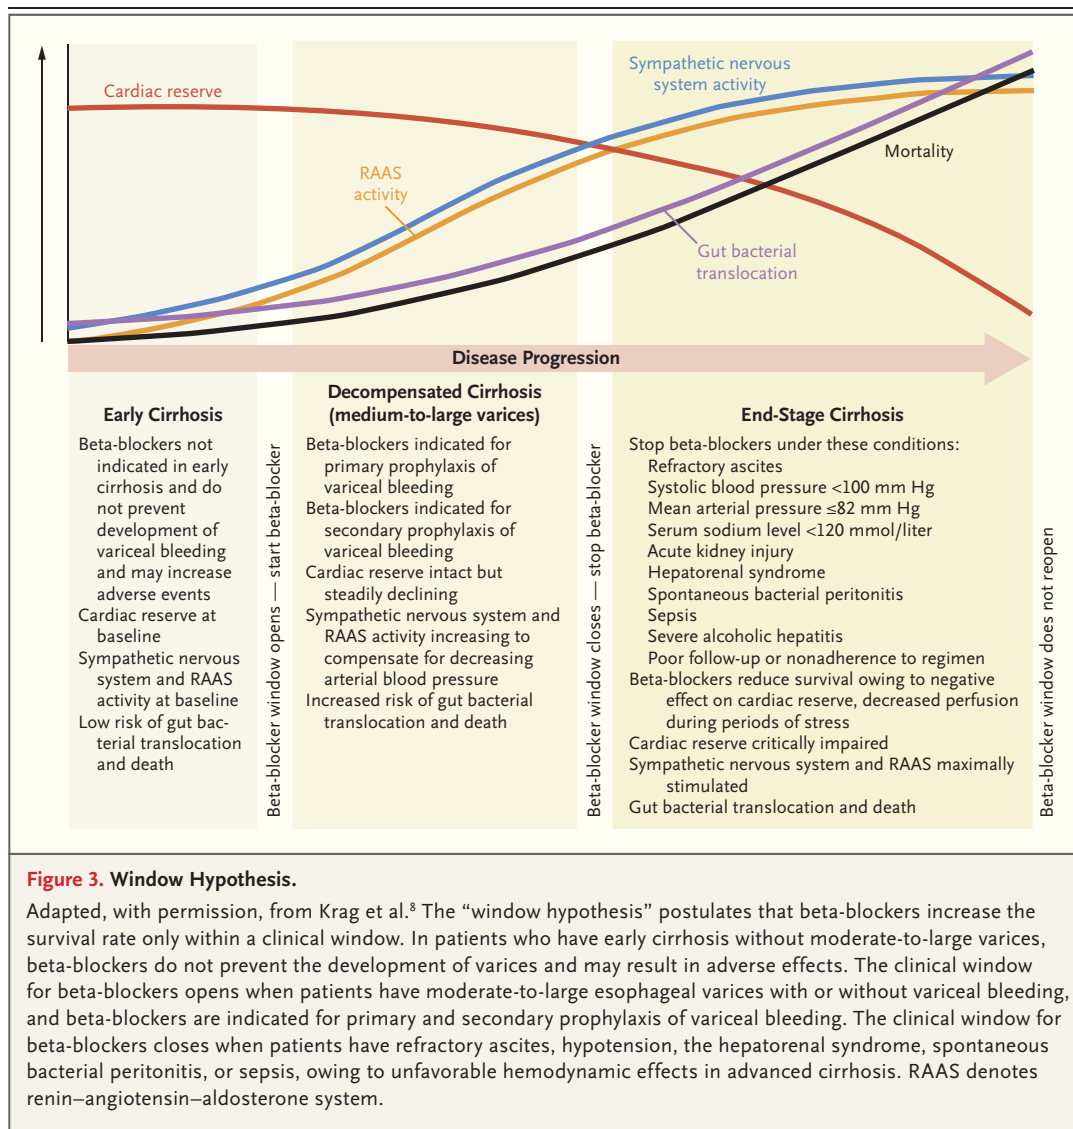 Cardiac reserve
Sympathetic nervous
system activity
RAAS
activity
Mortality
Gut bacterial
translocation
Disease Progression
Early Cirrhosis
Beta-blockers not
indicated in early
cirrhosis and do
not prevent
development of
variceal bleeding
and may increase
adverse events
Cardiac reserve at
baseline
Sympathetic nervous
system and RAAS
activity at baseline
Low risk of gut bac-
terial translocation
and death
Beta-blocker window opens — start beta-blocker
Decompensated Cirrhosis
(medium-to-large varices)
Beta-blockers indicated for
primary prophylaxis of
variceal bleeding
Beta-blockers indicated for
secondary prophylaxis of
variceal bleeding
Cardiac reserve intact but
steadily declining
Sympathetic nervous system and
RAAS activity increasing to
compensate for decreasing
arterial blood pressure
Increased risk of gut bacterial
translocation and death
Beta-blocker window closes — stop beta-blocker
End-Stage Cirrhosis
Stop beta-blockers under these conditions:
Refractory ascites
Systolic blood pressure <100 mm Hg
Mean arterial pressure ≤82 mm Hg
Serum sodium level <120 mmol/liter
Acute kidney injury
Hepatorenal syndrome
Spontaneous bacterial peritonitis
Sepsis
Severe alcoholic hepatitis
Poor follow-up or nonadherence to regimen
Beta-blockers reduce survival owing to negative
effect on cardiac reserve, decreased perfusion
during periods of stress
Cardiac reserve critically impaired
Sympathetic nervous system and RAAS maximally
stimulated
Gut bacterial translocation and death
Beta-blocker window does not reopen
Figure 3. Window Hypothesis.
Adapted, with permission, from Krag et al.⁸ The “window hypothesis” postulates that beta-blockers increase the
survival rate only within a clinical window. In patients who have early cirrhosis without moderate-to-large varices,
beta-blockers do not prevent the development of varices and may result in adverse effects. The clinical window
for beta-blockers opens when patients have moderate-to-large esophageal varices with or without variceal bleeding,
and beta-blockers are indicated for primary and secondary prophylaxis of variceal bleeding. The clinical window for
beta-blockers closes when patients have refractory ascites, hypotension, the hepatorenal syndrome, spontaneous
bacterial peritonitis, or sepsis, owing to unfavorable hemodynamic effects in advanced cirrhosis. RAAS denotes
renin–angiotensin–aldosterone system.